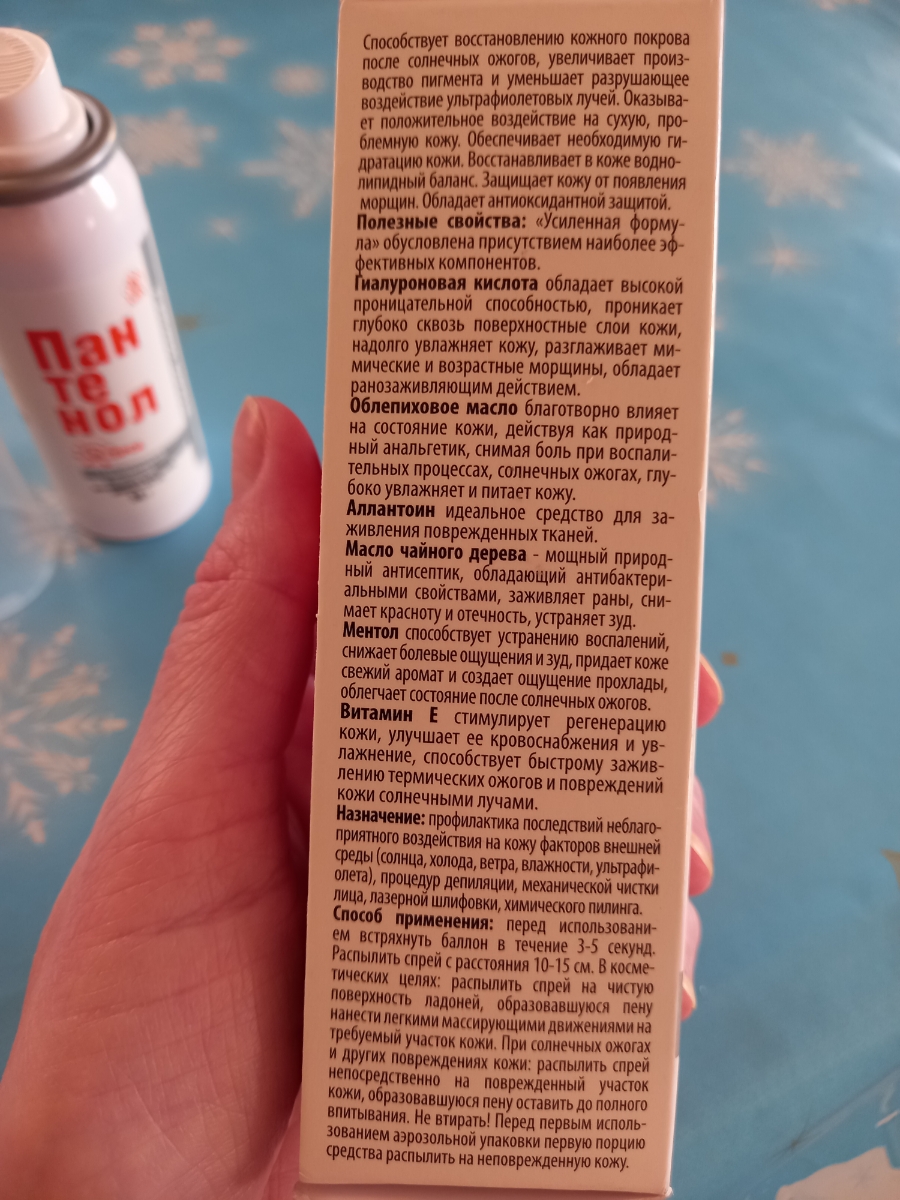 Пан
те
нол
Способствует восстановлению кожного покрова
после солнечных ожогов, увеличивает произ-
водство пигмента и уменьшает разрушающее
воздействие ультрафиолетовых лучей. Оказыва-
ет положительное воздействие на сухую, про-
блемную кожу. Обеспечивает необходимую ги-
дратацию кожи. Восстанавливает в коже водно-
липидный баланс. Защищает кожу от появления
морщин. Обладает антиоксидантной защитой.
Полезные свойства: «Усиленная форму-
ла» обусловлена присутствием наиболее эф-
фективных компонентов.
Гиалуроновая кислота обладает высокой
проницательной способностью, проникает
глубоко сквозь поверхностные слои кожи,
надолго увлажняет кожу, разглаживает ми-
мические и возрастные морщины, обладает
ранозаживляющим действием.
Облепиховое масло благотворно влияет
на состояние кожи, действуя как природ-
ный анальгетик, снимая боль при воспали-
тельных процессах, солнечных ожогах, глу-
боко увлажняет и питает кожу.
Аллантоин идеальное средство для за-
живления поврежденных тканей.
Масло чайного дерева - мощный природ-
ный антисептик, обладающий антибактери-
альными свойствами, заживляет раны, сни-
мает красноту и отечность, устраняет зуд.
Ментол способствует устранению воспалений,
снижает болевые ощущения и зуд, придает коже
свежий аромат и создает ощущение прохлады,
облегчает состояние после солнечных ожогов.
Витамин Е стимулирует регенерацию
кожи, улучшает ее кровоснабжения и ув-
лажнение, способствует быстрому зажив-
лению термических ожогов и повреждений
кожи солнечными лучами.
Назначение: профилактика последствий неблаго-
приятного воздействия на кожу факторов внешней
среды (солнца, холода, ветра, влажности, ультрафи-
олета), процедур депиляции, механической чистки
лица, лазерной шлифовки, химического пилинга.
Способ применения: перед использовани-
ем встряхнуть баллон в течение 3-5 секунд.
Распылить спрей с расстояния 10-15 см. В косме-
тических целях: распылить спрей на чистую
поверхность ладоней, образовавшуюся пену
нанести легкими массирующими движениями на
требуемый участок кожи. При солнечных ожогах
и других повреждениях кожи: распылить спрей
непосредственно на поврежденный участок
кожи, образовавшуюся пену оставить до полного
впитывания. Не втирать! Перед первым исполь-
зованием аэрозольной упаковки первую порцию
средства распылить на неповрежденную кожу.